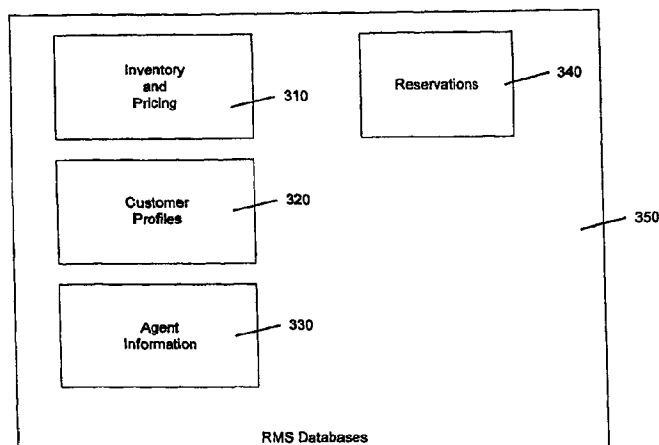 Inventory
and
Pricing
310
Reservations
340
Customer
Profiles
320
350
Agent
Information
330
RMS Databases